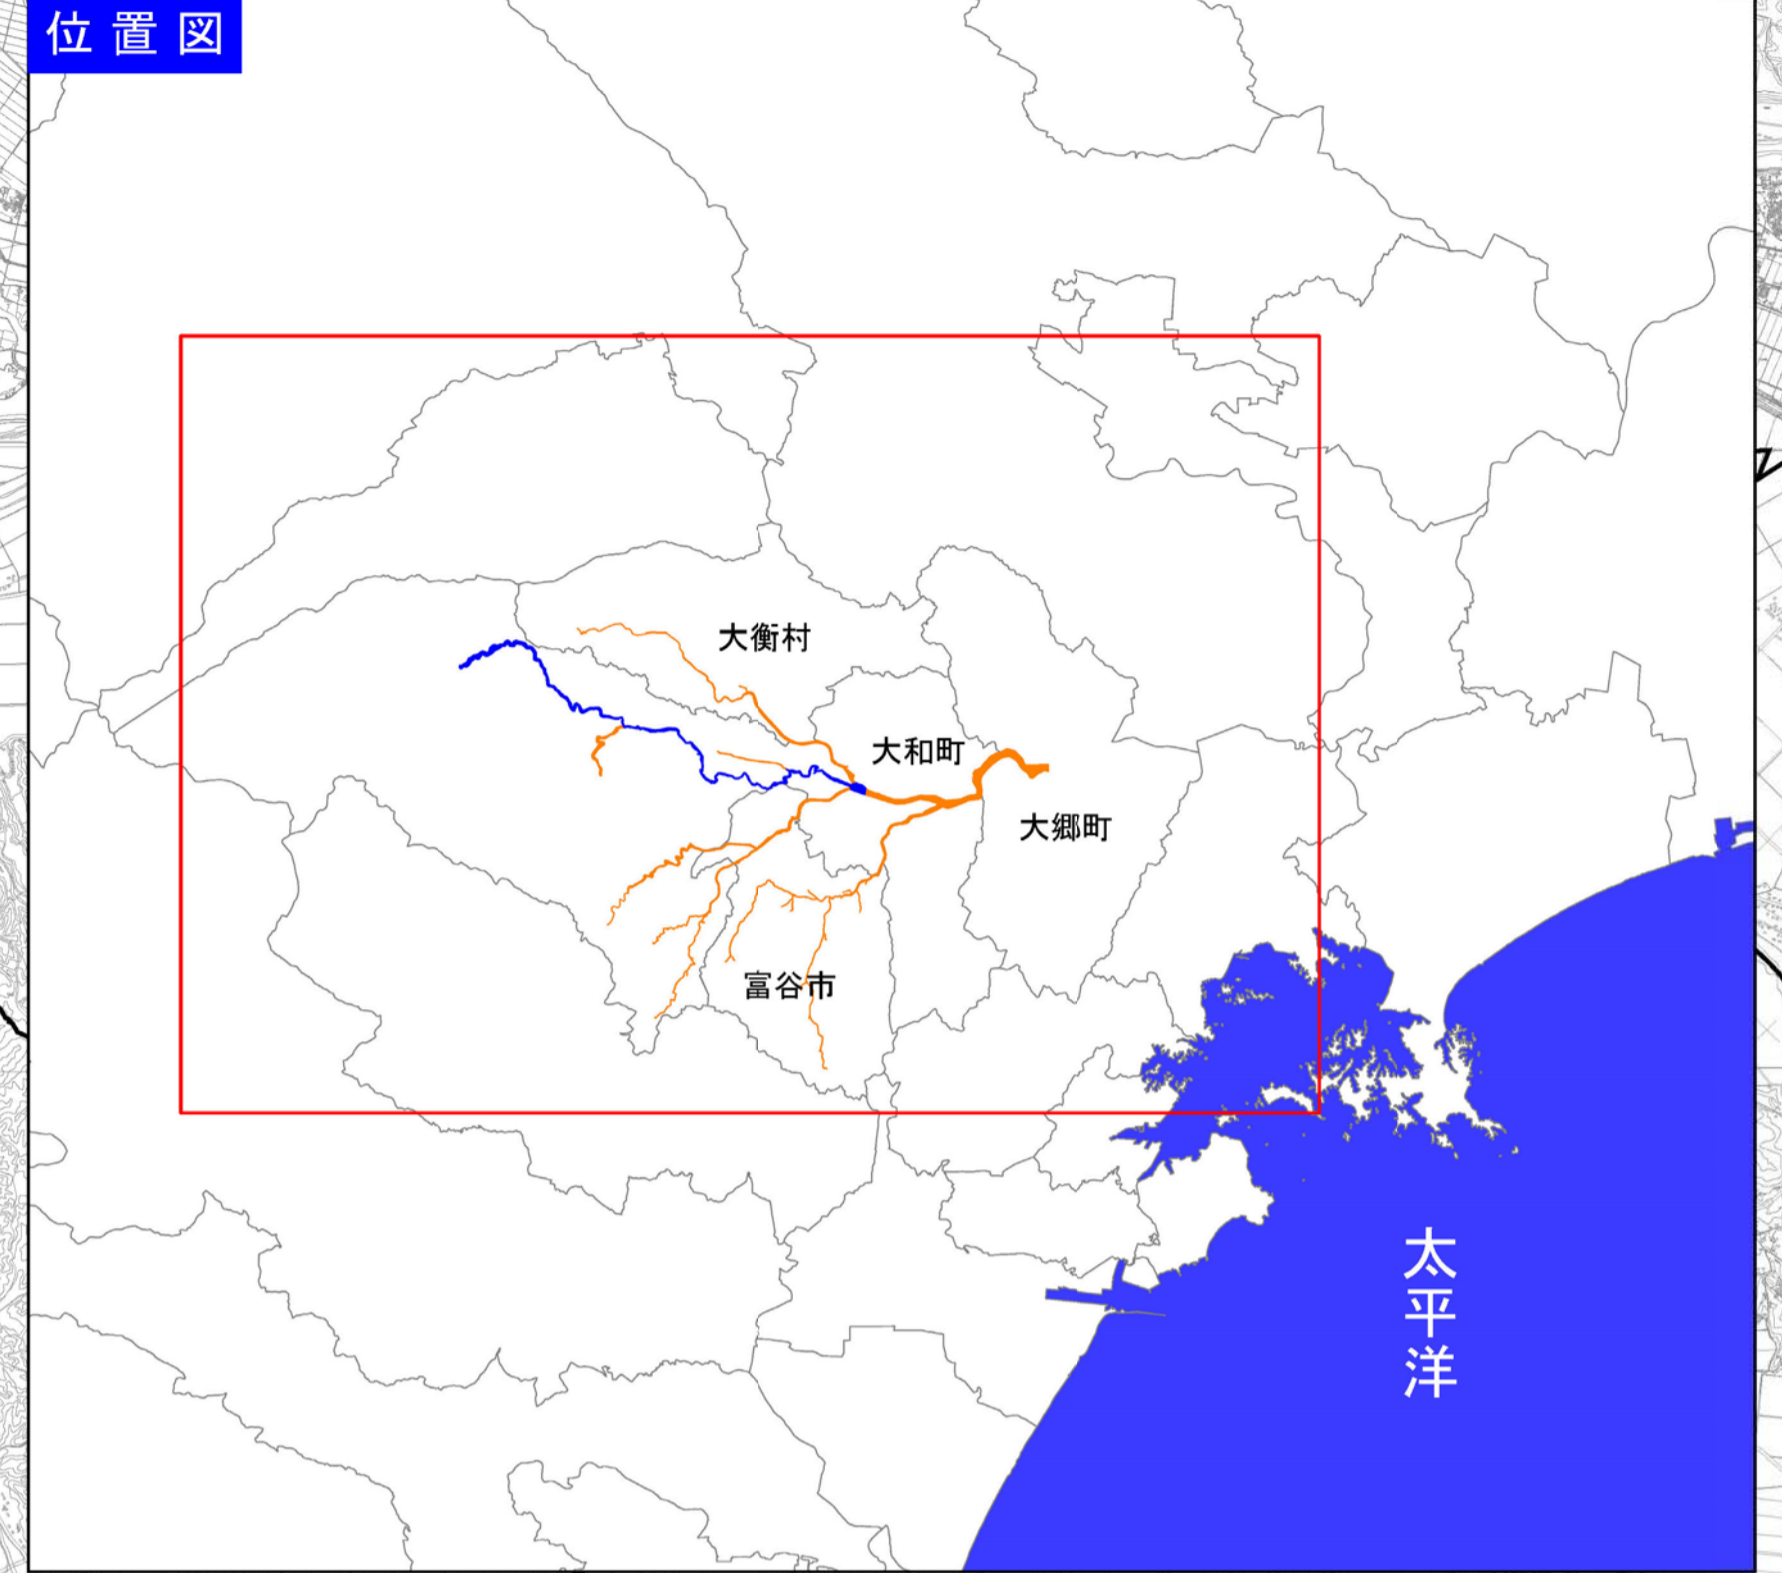 位置図
大衡村
大和町
大郷町
富谷市
太平洋